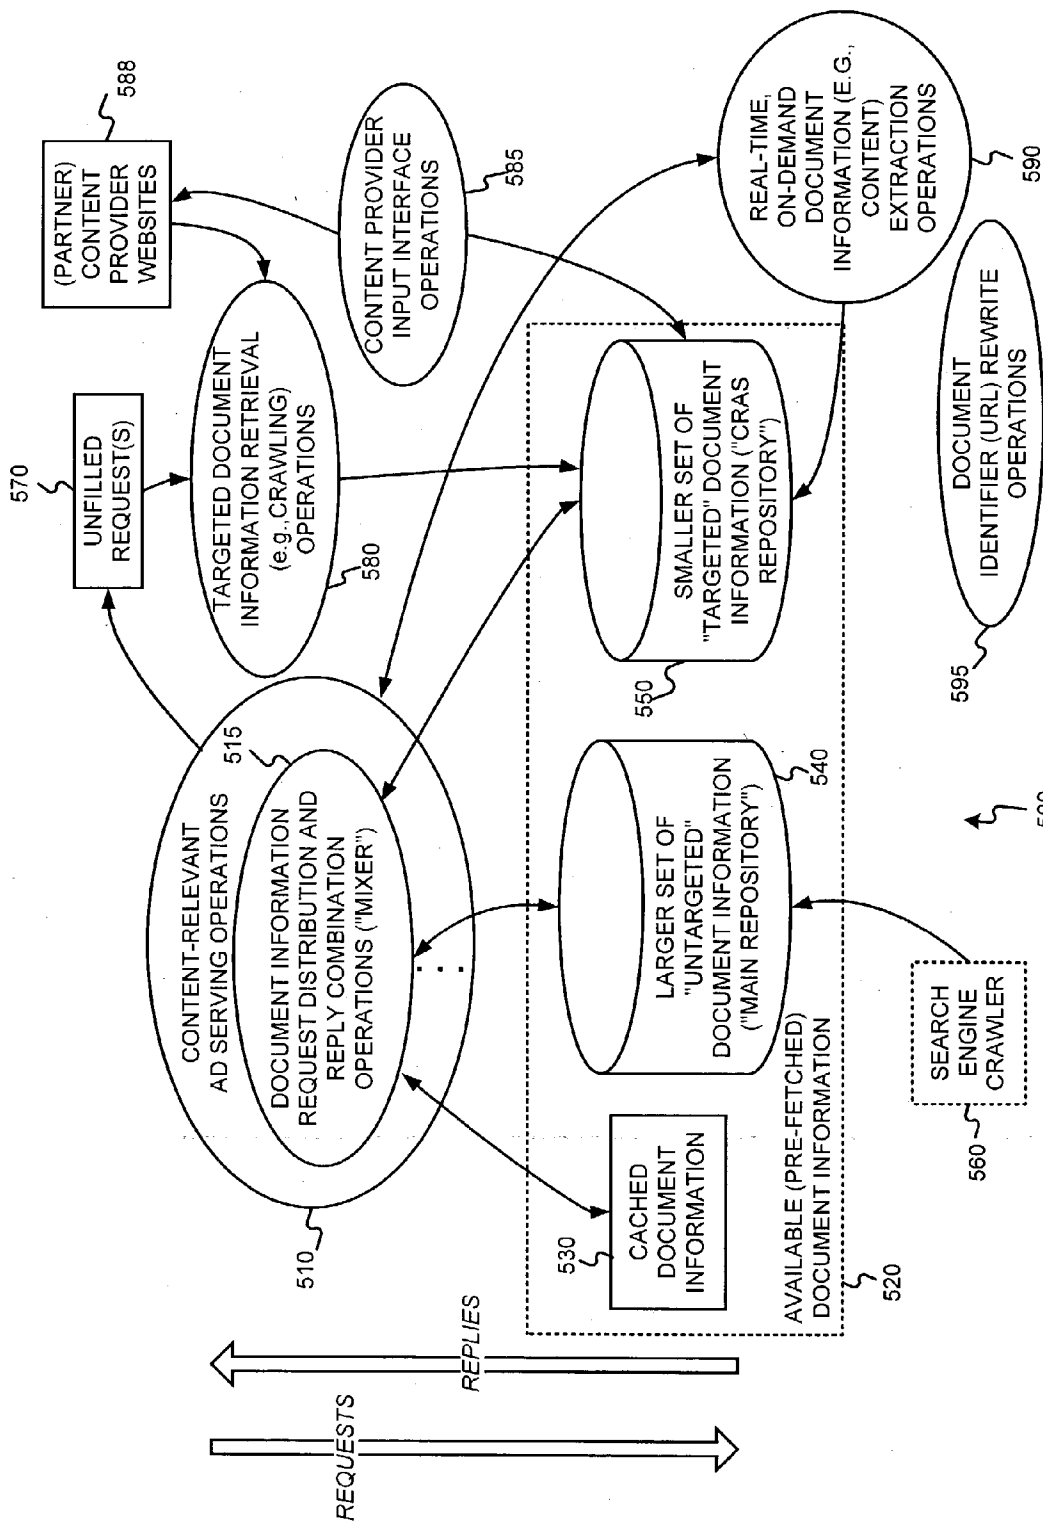 588
(PARTNER)
CONTENT
PROVIDER
WEBSITES
570
UNFILLED
REQUEST(S)
TARGETED DOCUMENT
INFORMATION RETRIEVAL
(e.g.,CRAWLING)
OPERATIONS
580
CONTENT PROVIDER
INPUT INTERFACE
OPERATIONS
585
REAL-TIME,
ON-DEMAND
DOCUMENT
INFORMATION (E.G.,
CONTENT)
EXTRACTION
OPERATIONS
590
CONTENT-RELEVANT
AD SERVING OPERATIONS
515
DOCUMENT INFORMATION
REQUEST DISTRIBUTION AND
REPLY COMBINATION
OPERATIONS ("MIXER")
510
. . .
SMALLER SET OF
"TARGETED" DOCUMENT
INFORMATION ("CRAS
REPOSITORY")
550
LARGER SET OF
"UNTARGETED"
DOCUMENT INFORMATION
("MAIN REPOSITORY")
540
530
CACHED
DOCUMENT
INFORMATION
AVAILABLE (PRE-FETCHED)
DOCUMENT INFORMATION
520
SEARCH
ENGINE
CRAWLER
560
DOCUMENT
IDENTIFIER (URL) REWRITE
OPERATIONS
595
REPLIES
REQUESTS